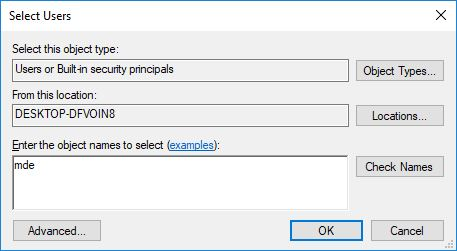 Select Users
Select this object type:
Users or Built-in security principals
Object Types...
From this location:
DESKTOP-DFVOIN8
Locations...
Enter the object names to select (examples):
mde
Check Names
Advanced...
OK
Cancel